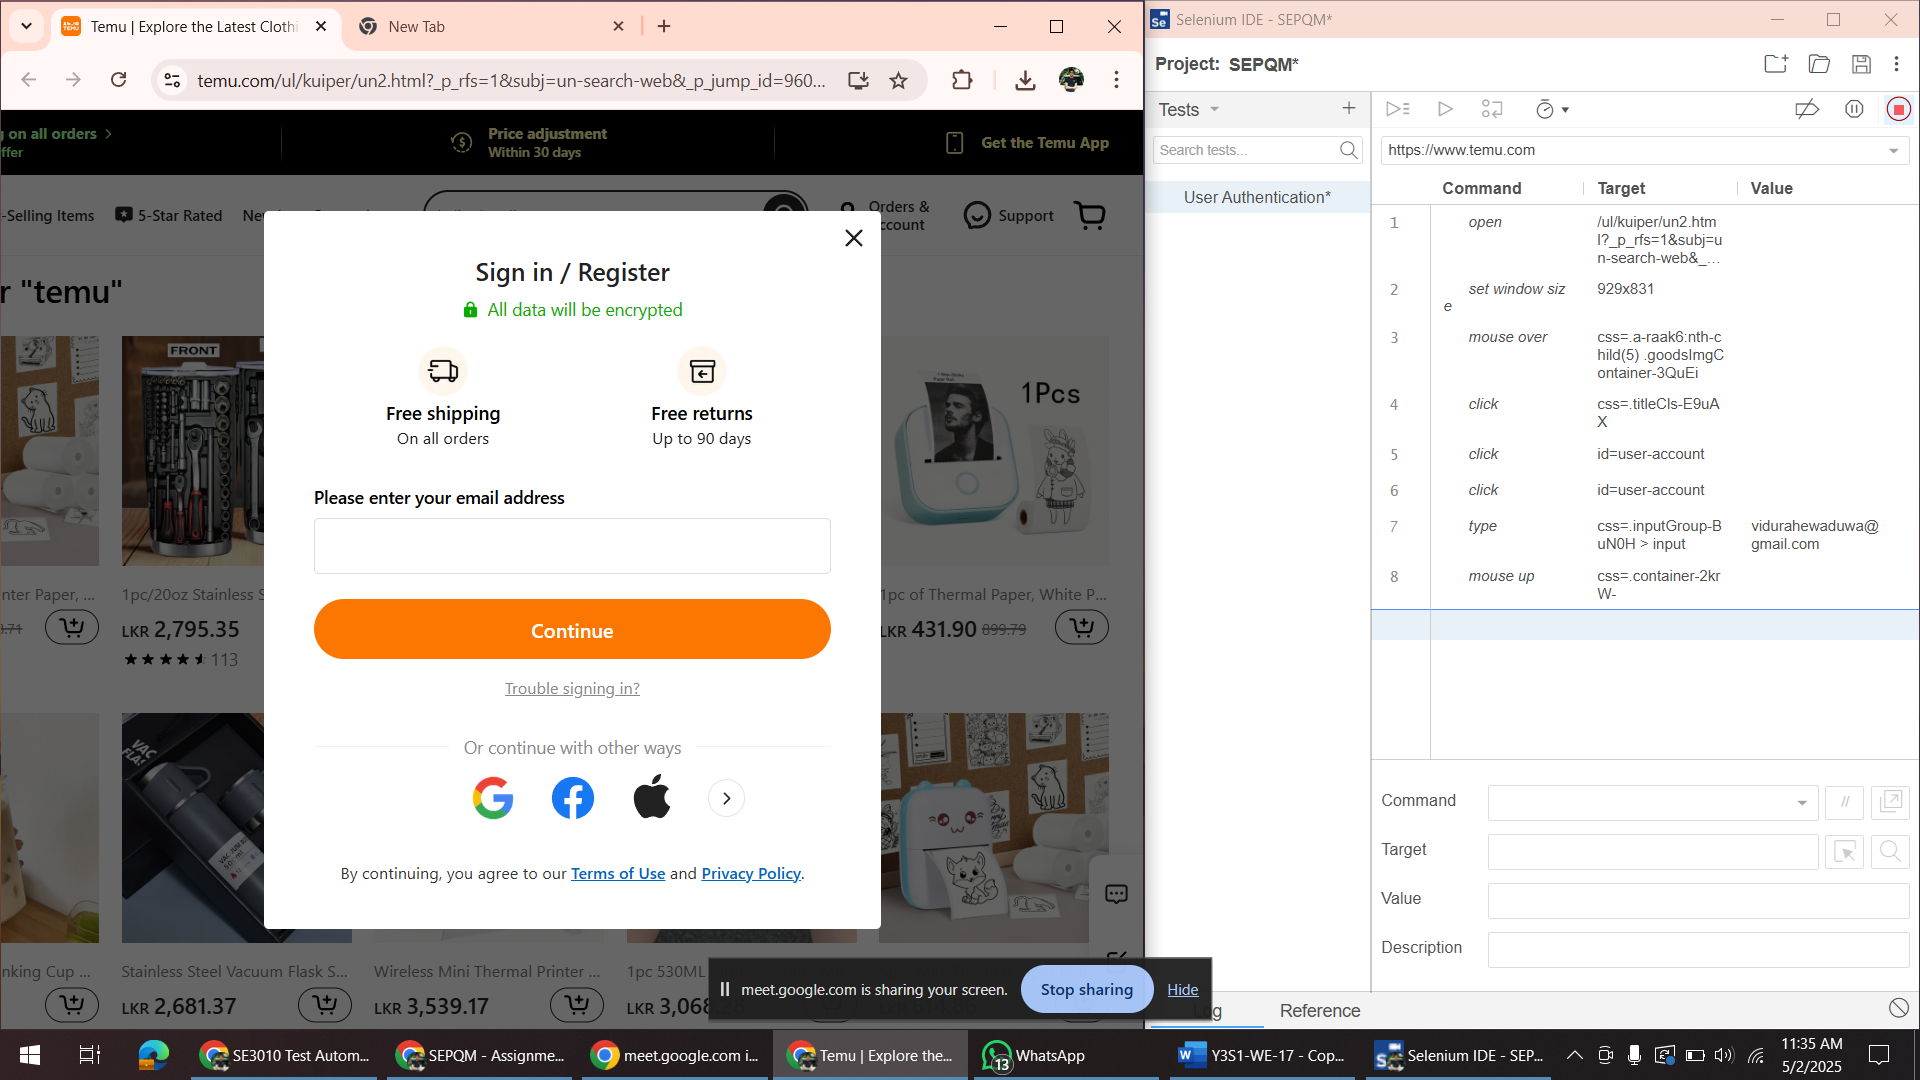 Temu | Explore the Latest Clothi
New Tab
temu.com/ul/kuiper/un2.html?_p_rfs=1&subj=un-search-web&_p_jump_id=960...
on all orders >
ffer
Price adjustment
Within 30 days
Get the Temu App
-Selling Items
5-Star Rated
Orders &
ccount
Support
r "temu"
Sign in / Register
All data will be encrypted
Free shipping
On all orders
Free returns
Up to 90 days
Please enter your email address
Continue
Trouble signing in?
Or continue with other ways
By continuing, you agree to our Terms of Use and Privacy Policy.
FRONT
1Pcs
nter Paper, ...
1pc/20oz Stainless S
1pc of Thermal Paper, White P...
LKR 2,795.35
113
LKR 431.90 899.79
nking Cup ...
Stainless Steel Vacuum Flask S...
Wireless Mini Thermal Printer ...
1pc 530ML
LKR 2,681.37
LKR 3,539.17
LKR 3,068
meet.google.com is sharing your screen.
Stop sharing
Hide
Selenium IDE - SEPQM*
Project: SEPQM*
Tests
Search tests...
User Authentication*
https://www.temu.com
Command Target Value
1 open /ul/kuiper/un2.htm
l?_p_rfs=1&subj=u
n-search-web&_...
2 set window siz
e 929x831
3 mouse over css=.a-raak6:nth-c
hild(5) .goodsImgC
ontainer-3QuEi
4 click css=.titleCls-E9uA
X
5 click id=user-account
6 click id=user-account
7 type css=.inputGroup-B
uN0H > input vidurahewaduwa@
gmail.com
8 mouse up css=.container-2kr
W-
Command
//
Target
Value
Description
Reference
SE3010 Test Autom...
SEPQM - Assignme...
meet.google.com i...
Temu | Explore the...
13
WhatsApp
Y3S1-WE-17 - Cop...
Selenium IDE - SEP...
11:35 AM
5/2/2025